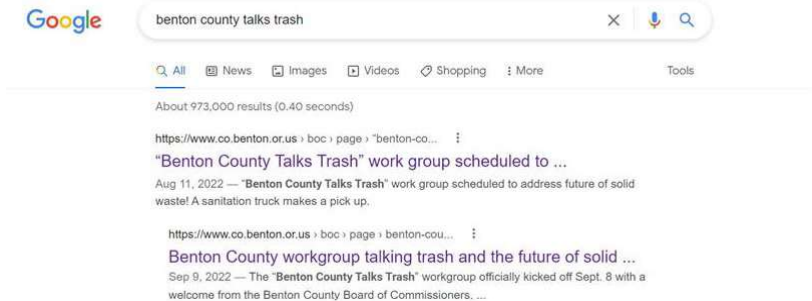 Google
benton county talks trash
All News Images Videos Shopping More Tools
About 973,000 results (0.40 seconds)
https://www.co.benton.or.us › boc › page › "benton-co...
“Benton County Talks Trash” work group scheduled to ...
Aug 11, 2022 — "Benton County Talks Trash" work group scheduled to address future of solid
waste! A sanitation truck makes a pick up.
https://www.co.benton.or.us › boc › page › benton-cou...
Benton County workgroup talking trash and the future of solid ...
Sep 9, 2022 — The "Benton County Talks Trash" workgroup officially kicked off Sept. 8 with a
welcome from the Benton County Board of Commissioners, ...